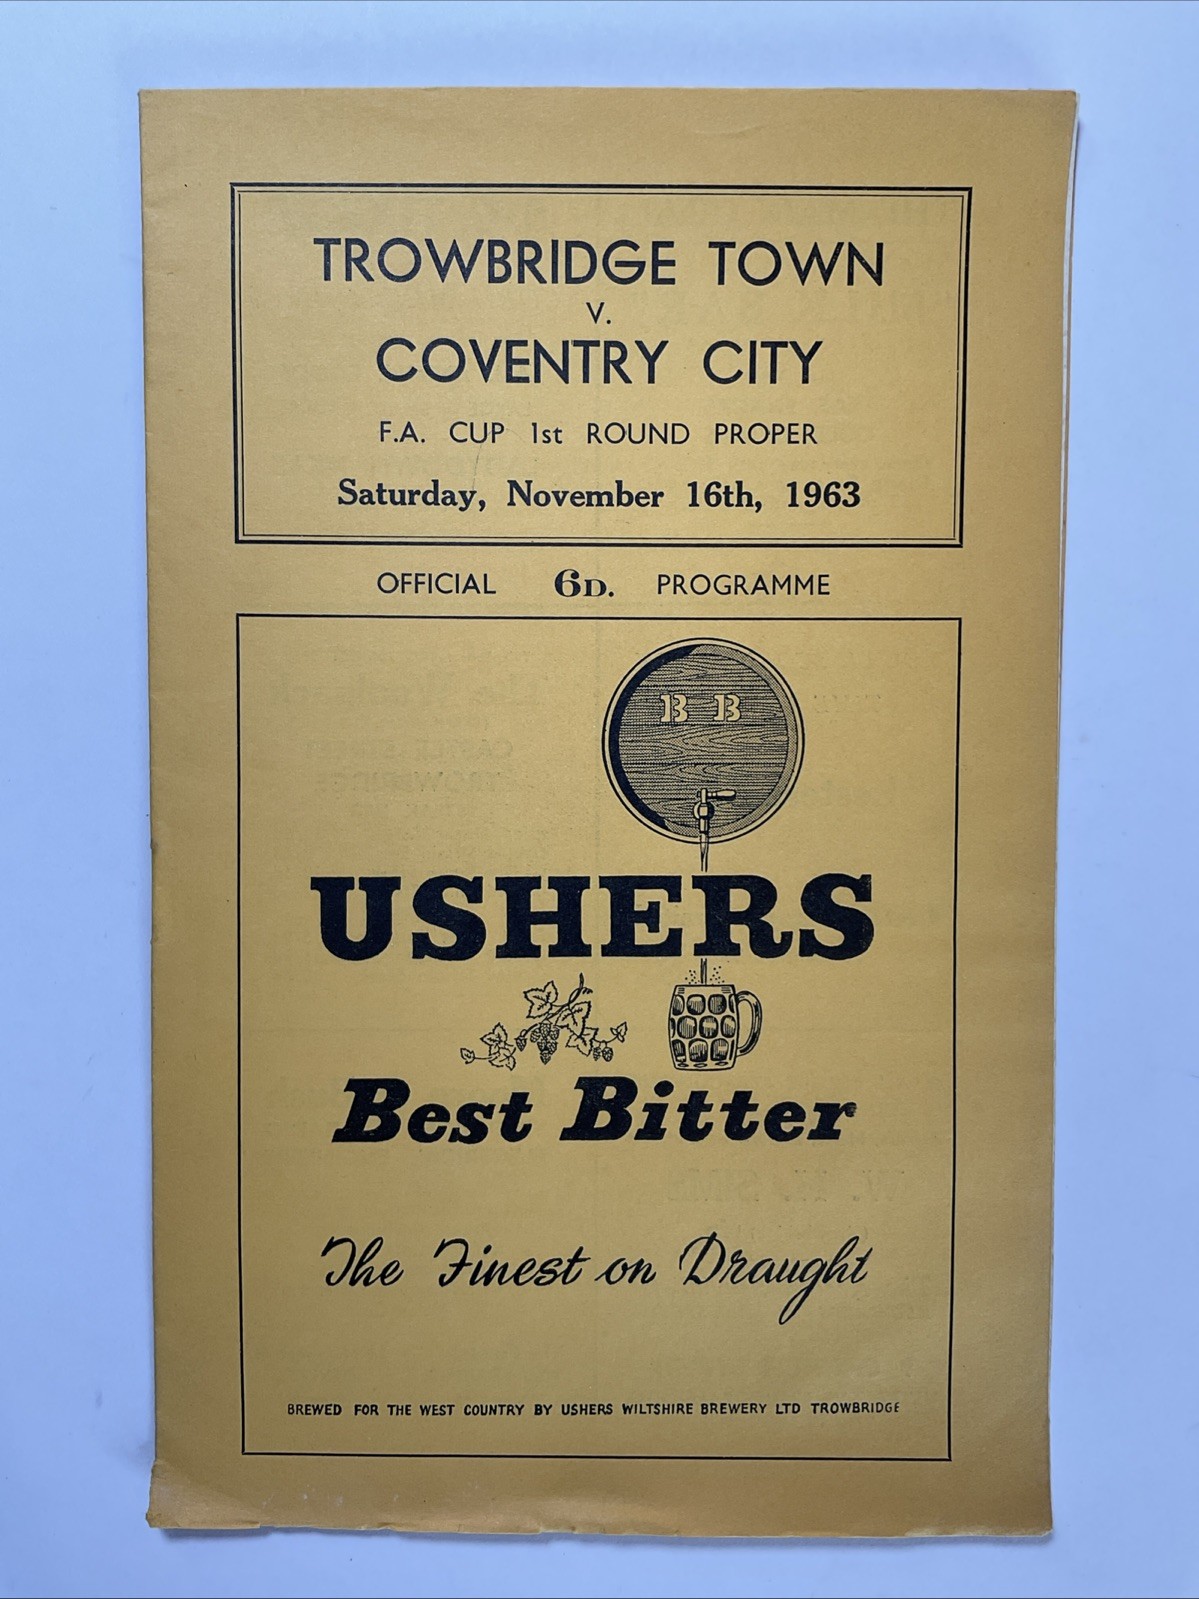 TROWBRIDGE TOWN
V.
COVENTRY CITY
F.A. CUP 1st ROUND PROPER
Saturday, November 16th, 1963
OFFICIAL 6D. PROGRAMME
B B
USHERS
Best Bitter
The Finest on Draught
BREWED FOR THE WEST COUNTRY BY USHERS WILTSHIRE BREWERY LTD TROWBRIDGE